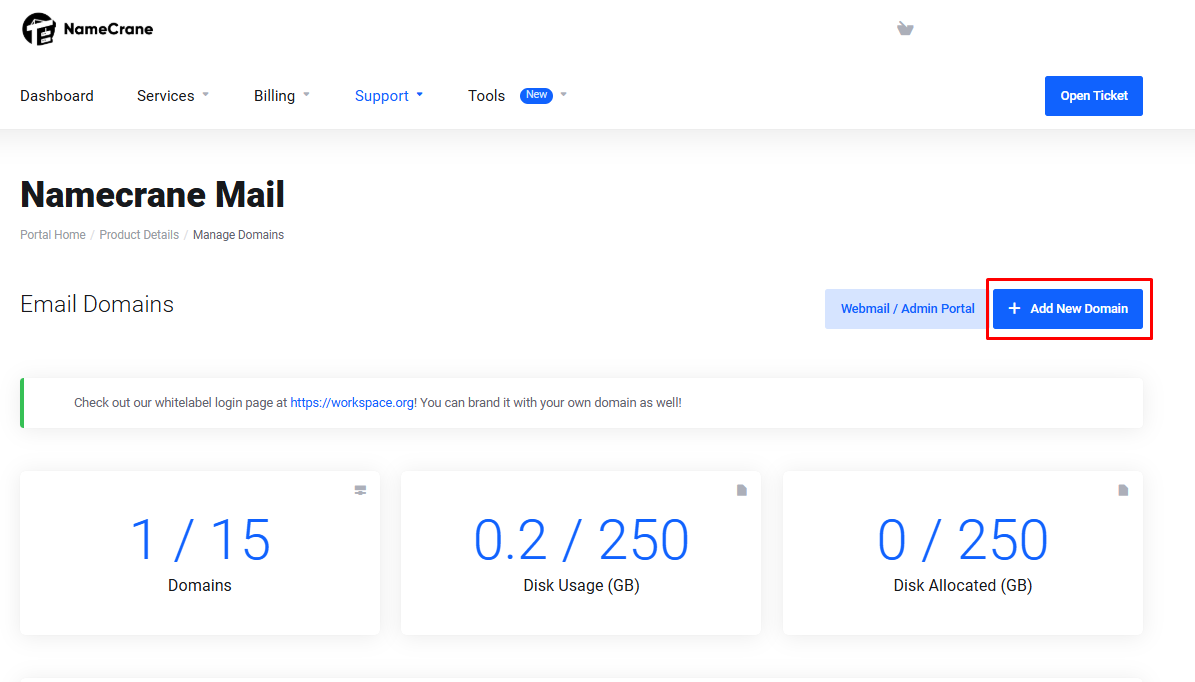 NameCrane
Dashboard Services Billing Support Tools New Open Ticket
Namecrane Mail
Portal Home / Product Details / Manage Domains
Email Domains Webmail / Admin Portal + Add New Domain
Check out our whitelabel login page at https://workspace.org! You can brand it with your own domain as well!
1 / 15 0.2 / 250 0 / 250
Domains Disk Usage (GB) Disk Allocated (GB)